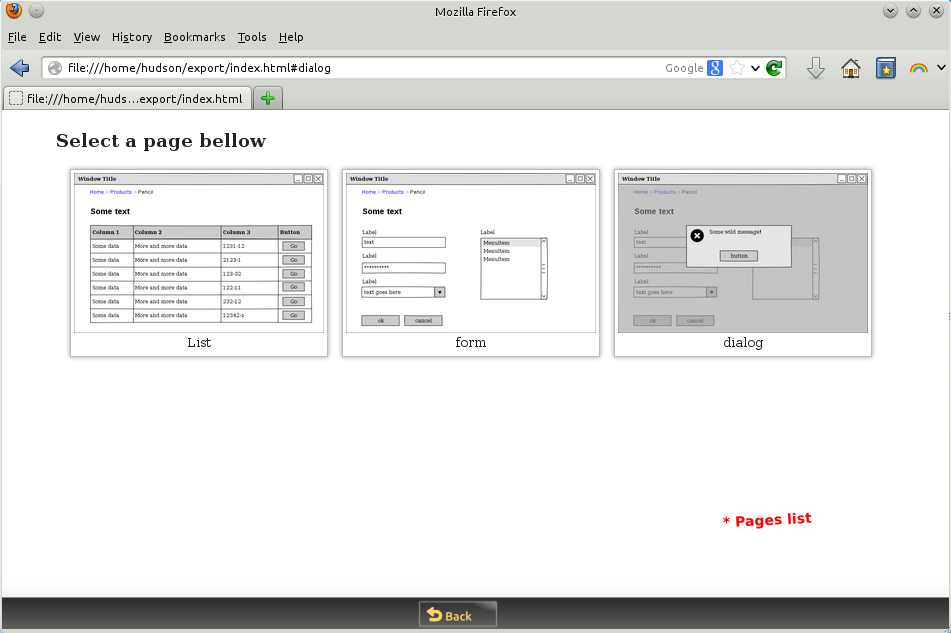 Mozilla Firefox
File Edit View History Bookmarks Tools Help
file:///home/hudson/export/index.html#dialog Google
file:///home/huds...export/index.html
Select a page bellow
Window Title
Home > Products > Pencil
Some text
Column 1 Column 2 Column 3 Button
Some data More and more data 1231-12 Go
Some data More and more data 2123-1 Go
Some data More and more data 123-32 Go
Some data More and more data 122-11 Go
Some data More and more data 232-12 Go
Some data More and more data 12342-s Go
List
Window Title
Home > Products > Pencil
Some text
Label Label
text
MenuItem
MenuItem
MenuItem
Label
**********
Label
text goes here
ok cancel
form
Window Title
Home > Products > Pencil
Some text
Label
text
Label
**********
Label
text goes here
ok cancel
Some wild message!
button
dialog
* Pages list
Back